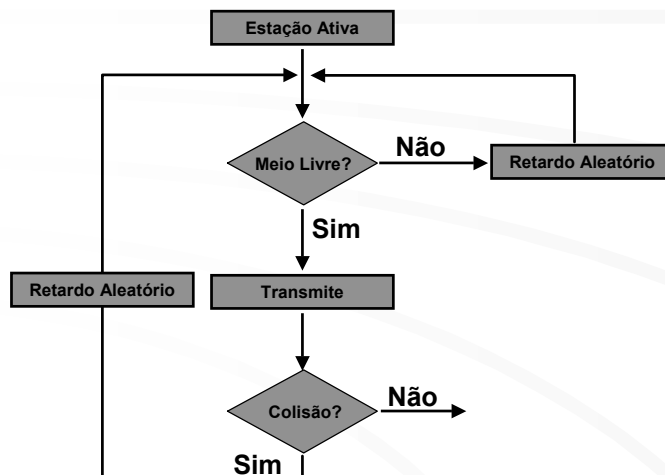 Estação Ativa
Meio Livre?
Não
Retardo Aleatório
Sim
Retardo Aleatório
Transmite
Colisão?
Não
Sim